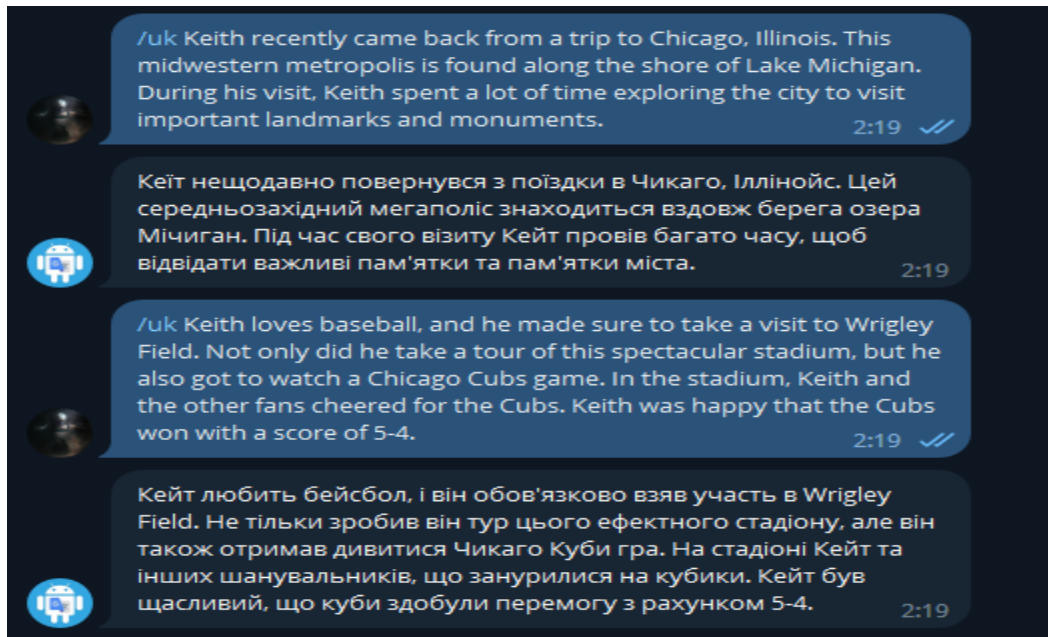 /uk Keith recently came back from a trip to Chicago, Illinois. This
midwestern metropolis is found along the shore of Lake Michigan.
During his visit, Keith spent a lot of time exploring the city to visit
important landmarks and monuments.
2:19
Кеїт нещодавно повернувся з поїздки в Чикаго, Іллінойс. Цей
середньозахідний мегаполіс знаходиться вздовж берега озера
Мічиган. Під час свого візиту Кейт провів багато часу, щоб
відвідати важливі пам'ятки та пам'ятки міста.
2:19
/uk Keith loves baseball, and he made sure to take a visit to Wrigley
Field. Not only did he take a tour of this spectacular stadium, but he
also got to watch a Chicago Cubs game. In the stadium, Keith and
the other fans cheered for the Cubs. Keith was happy that the Cubs
won with a score of 5-4.
2:19
Кейт любить бейсбол, і він обов'язково взяв участь в Wrigley
Field. Не тільки зробив він тур цього ефектного стадіону, але він
також отримав дивитися Чикаго Куби гра. На стадіоні Кейт та
інших шанувальників, що занурилися на кубики. Кейт був
щасливий, що куби здобули перемогу з рахунком 5-4.
2:19